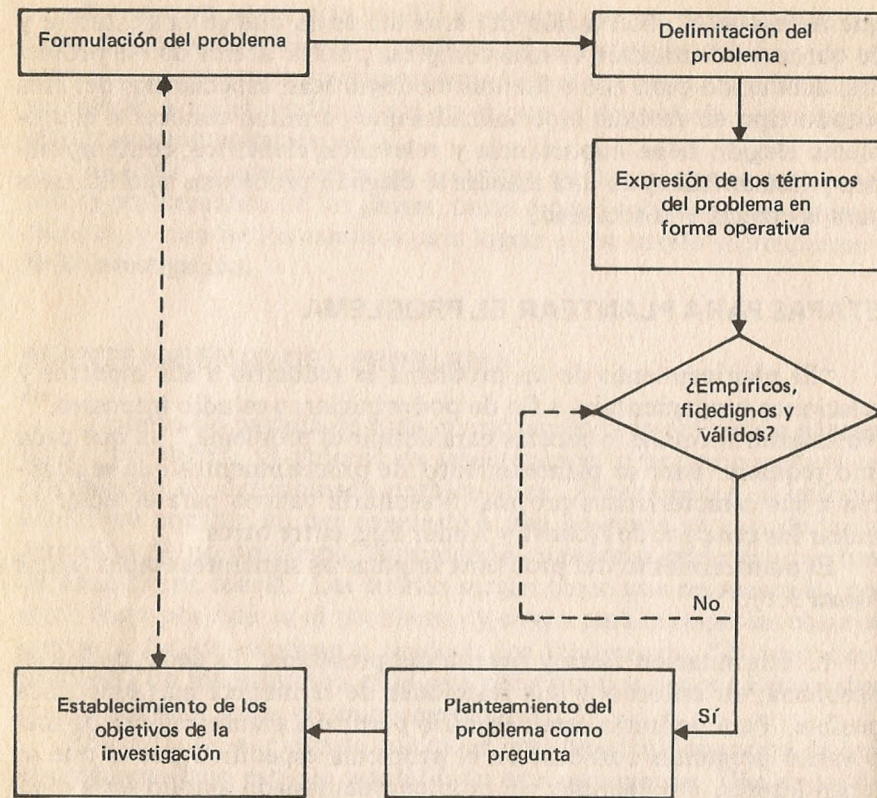 Formulación del problema
Delimitación del
problema
Expresión de los términos
del problema en
forma operativa
¿Empíricos,
fidedignos y
válidos?
No
Sí
Planteamiento del
problema como
pregunta
Establecimiento de los
objetivos de la
investigación